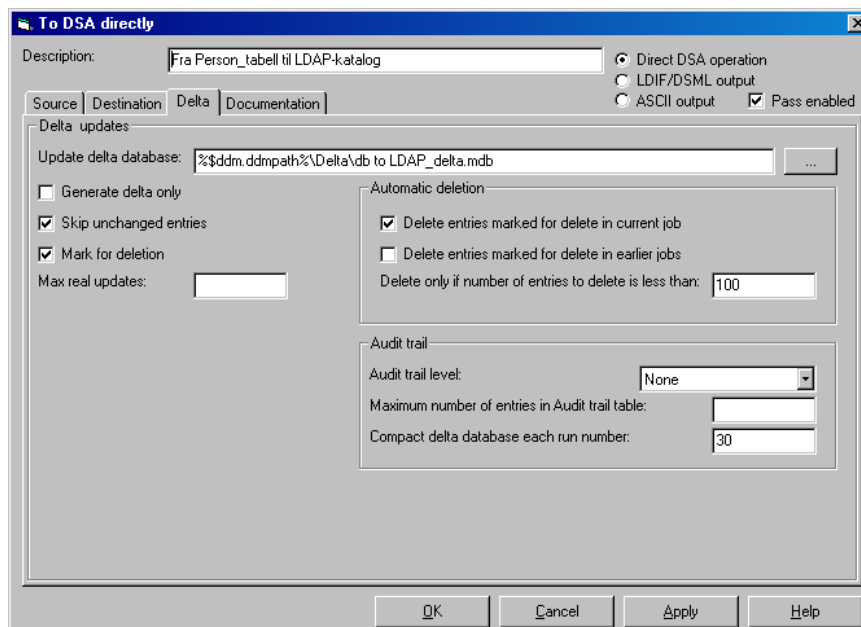 To DSA directly
Description:
Fra Person_tabell til LDAP-katalog
Direct DSA operation
LDIF/DSML output
ASCII output
Pass enabled
Source
Destination
Delta
Documentation
Delta updates
Update delta database:
%$ddm.ddmpath%\Delta\db to LDAP_delta.mdb
...
Generate delta only
Skip unchanged entries
Mark for deletion
Max real updates:
Automatic deletion
Delete entries marked for delete in current job
Delete entries marked for delete in earlier jobs
Delete only if number of entries to delete is less than:
100
Audit trail
Audit trail level:
None
Maximum number of entries in Audit trail table:
Compact delta database each run number:
30
OK
Cancel
Apply
Help